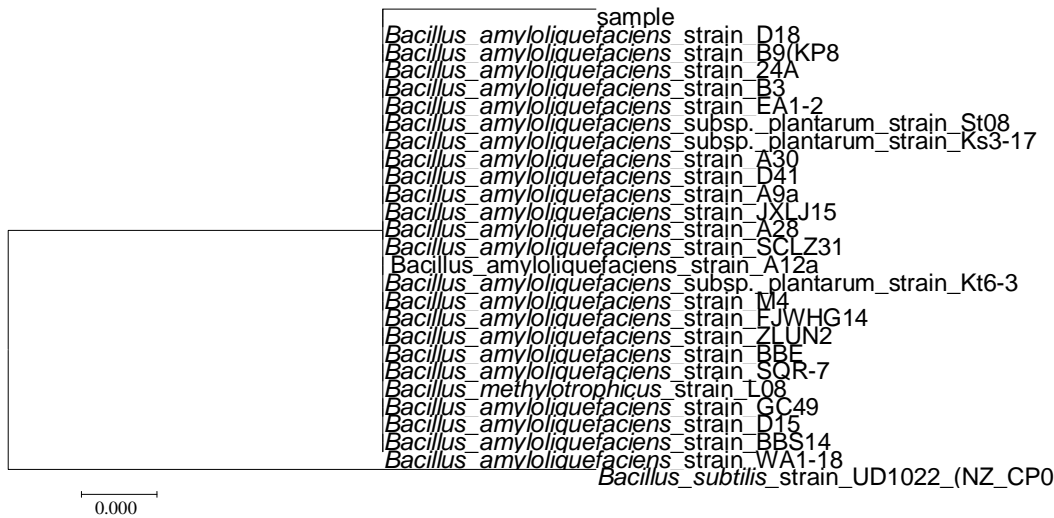 sample
Bacillus_amyloliquefaciens_strain_D18
Bacillus_amyloliquefaciens_strain_B9(KP8
Bacillus_amyloliquefaciens_strain_24A
Bacillus_amyloliquefaciens_strain_B3
Bacillus_amyloliquefaciens_strain_EA1-2
Bacillus_amyloliquefaciens_subsp._plantarum_strain_St08
Bacillus_amyloliquefaciens_subsp._plantarum_strain_Ks3-17
Bacillus_amyloliquefaciens_strain_A30
Bacillus_amyloliquefaciens_strain_D41
Bacillus_amyloliquefaciens_strain_A9a
Bacillus_amyloliquefaciens_strain_JXLJ15
Bacillus_amyloliquefaciens_strain_A28
Bacillus_amyloliquefaciens_strain_SCLZ31
Bacillus_amyloliquefaciens_strain_A12a
Bacillus_amyloliquefaciens_subsp._plantarum_strain_Kt6-3
Bacillus_amyloliquefaciens_strain_M4
Bacillus_amyloliquefaciens_strain_FJWHG14
Bacillus_amyloliquefaciens_strain_ZLUN2
Bacillus_amyloliquefaciens_strain_BBE
Bacillus_amyloliquefaciens_strain_SQR-7
Bacillus_methylotrophicus_strain_L08
Bacillus_amyloliquefaciens_strain_GC49
Bacillus_amyloliquefaciens_strain_D15
Bacillus_amyloliquefaciens_strain_BBS14
Bacillus_amyloliquefaciens_strain_WA1-18
Bacillus_subtilis_strain_UD1022_(NZ_CP0
0.000